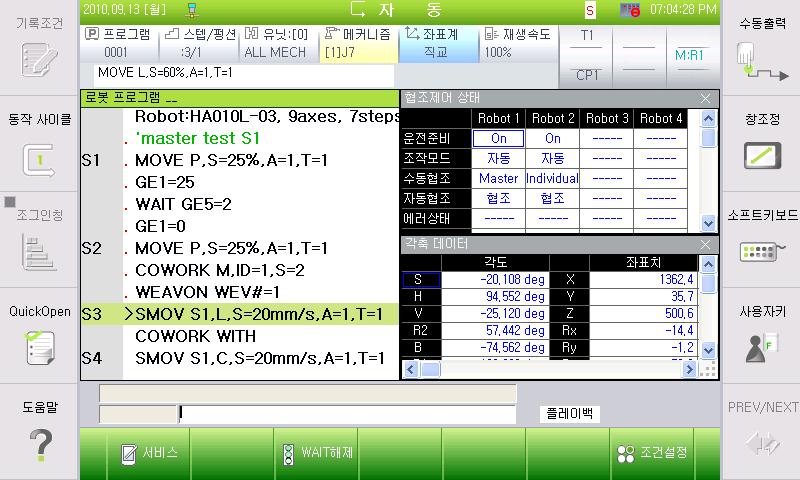 기록조건
2010.09.13 [월]
자 동
S
07:04:28 PM
수동출력
프로그램
0001
스텝/펑션
:3/1
유닛:[0]
ALL MECH
메커니즘
[1]J7
좌표계
직교
재생속도
100%
T1
CP1
M:R1
MOVE L,S=60%,A=1,T=1
동작 사이클
1
조그인칭
QuickOpen
도움말
로봇 프로그램 __
Robot:HA010L-03, 9axes, 7steps
. 'master test S1
S1 . MOVE P,S=25%,A=1,T=1
. GE1=25
. WAIT GE5=2
. GE1=0
S2 . MOVE P,S=25%,A=1,T=1
. COWORK M,ID=1,S=2
. WEAVON WEV#=1
S3 >SMOV S1,L,S=20mm/s,A=1,T=1
COWORK WITH
S4 SMOV S1,C,S=20mm/s,A=1,T=1
협조제어 상태
Robot 1 Robot 2 Robot 3 Robot 4
운전준비 On On ----- -----
조작모드 자동 자동 ----- -----
수동협조 Master Individual ----- -----
자동협조 협조 협조 ----- -----
에러상태 ----- ----- ----- -----
각축 데이터
각도 좌표치
S -20,108 deg X 1362,4
H 94,552 deg Y 35,7
V -25,120 deg Z 500,6
R2 57,442 deg Rx -14,4
B -74,562 deg Ry -1,2
창조정
소프트키보드
사용자키
F
PREV/NEXT
플레이백
서비스
WAIT해제
조건설정